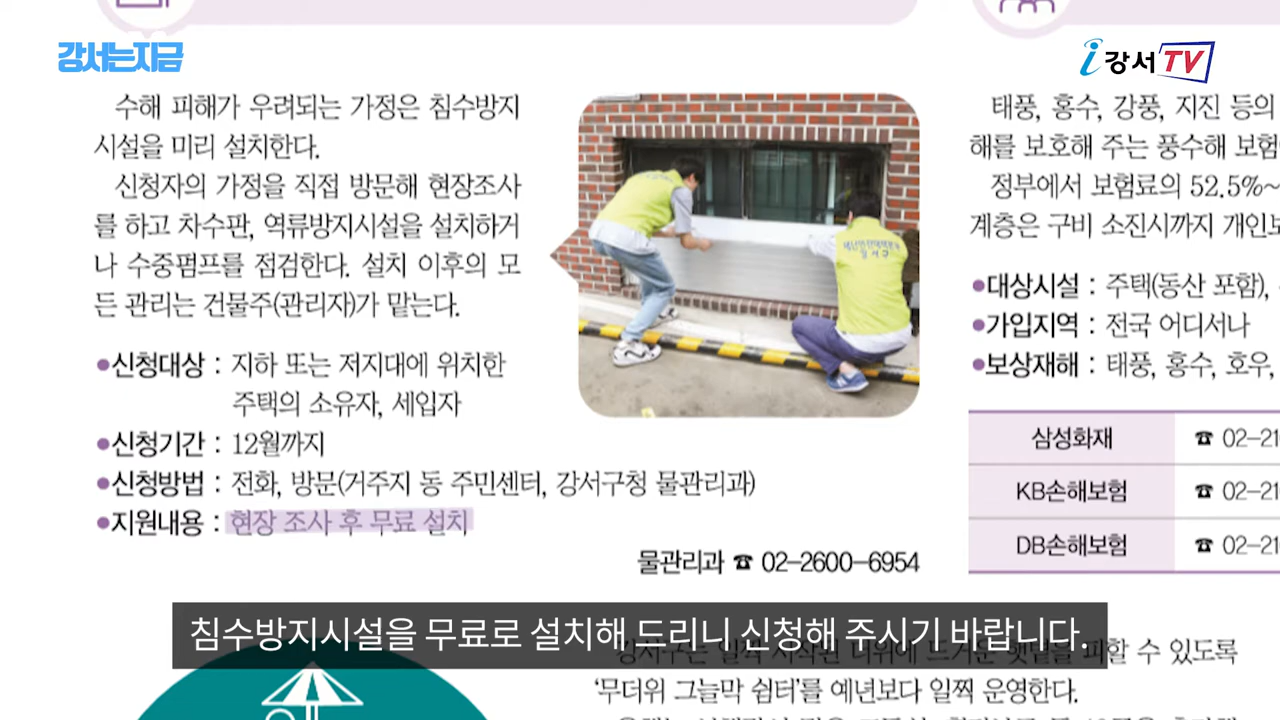 강서는지금
i강서TV
수해 피해가 우려되는 가정은 침수방지
시설을 미리 설치한다.
신청자의 가정을 직접 방문해 현장조사
를 하고 차수판, 역류방지시설을 설치하거
나 수중펌프를 점검한다. 설치 이후의 모
든 관리는 건물주(관리자)가 맡는다.
●신청대상 : 지하 또는 저지대에 위치한
주택의 소유자, 세입자
●신청기간 : 12월까지
●신청방법 : 전화, 방문(거주지 동 주민센터, 강서구청 물관리과)
●지원내용 : 현장 조사 후 무료 설치
물관리과 ☎ 02-2600-6954
강서구
태풍, 홍수, 강풍, 지진 등의
해를 보호해 주는 풍수해 보험
정부에서 보험료의 52.5%~
계층은 구비 소진시까지 개인
●대상시설 : 주택(동산 포함),
●가입지역 : 전국 어디서나
●보상재해 : 태풍, 홍수, 호우,
삼성화재 ☎ 02-21
KB손해보험 ☎ 02-21
DB손해보험 ☎ 02-21
침수방지시설을 무료로 설치해 드리니 신청해 주시기 바랍니다.
피할 수 있도록
'무더위 그늘막 쉼터'를 예년보다 일찍 운영한다.